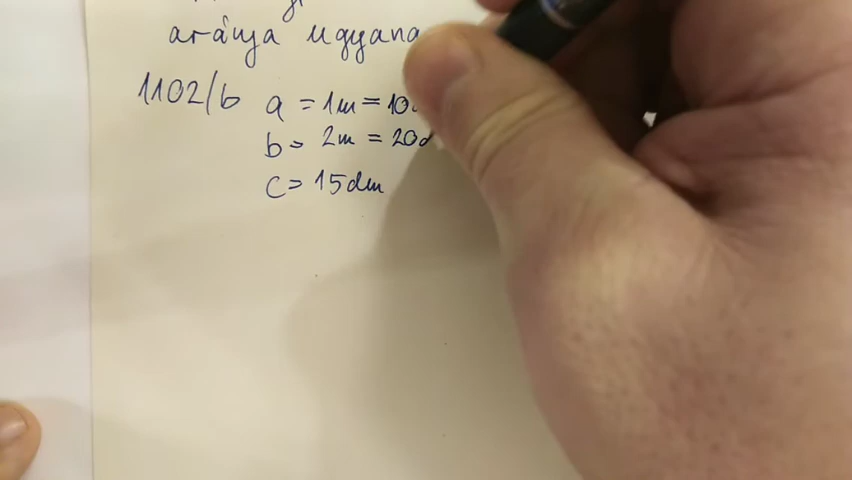 aránya ugyana
1102/b a = 1m = 10
b = 2m = 20d
c = 15dm